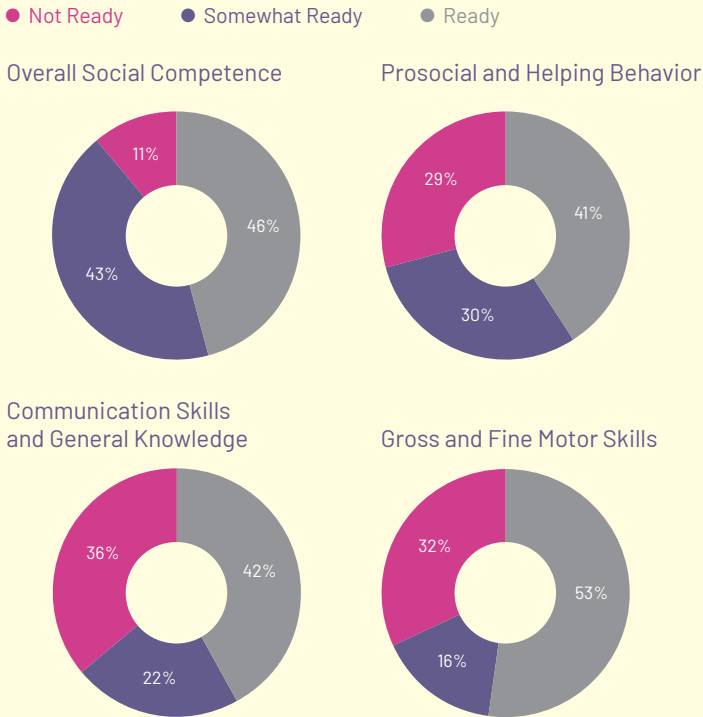 Not Ready
Somewhat Ready
Ready
Overall Social Competence
11%
46%
43%
Prosocial and Helping Behavior
29%
41%
30%
Communication Skills
and General Knowledge
36%
42%
22%
Gross and Fine Motor Skills
32%
53%
16%